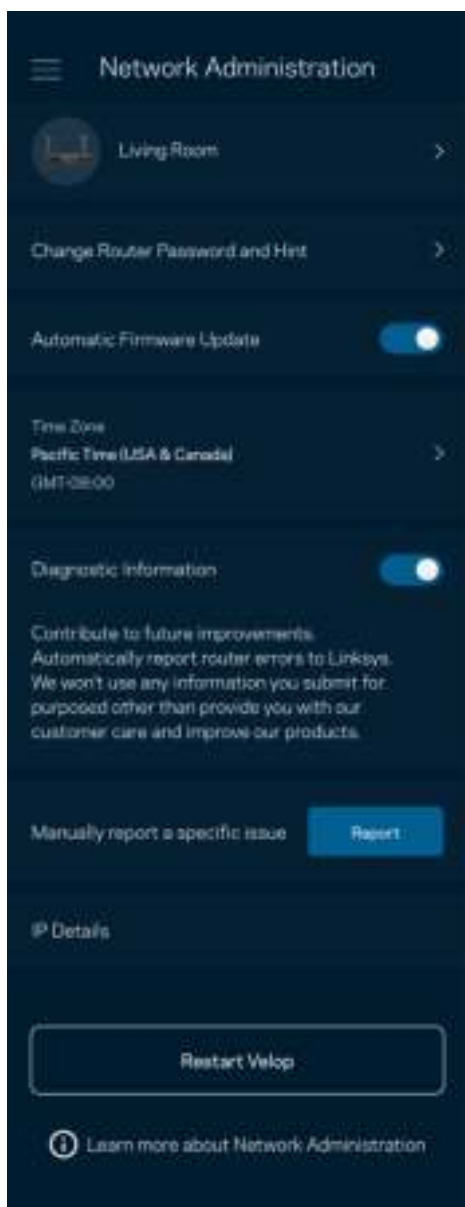 Network Administration
Living Room
Change Router Password and Hint
Automatic Firmware Update
Time Zone
Pacific Time (USA & Canada)
GMT-08:00
Diagnostic Information
Contribute to future improvements.
Automatically report router errors to Linksys.
We won't use any information you submit for
purposed other than provide you with our
customer care and improve our products.
Manually report a specific issue
Report
IP Details
Restart Velop
Learn more about Network Administration